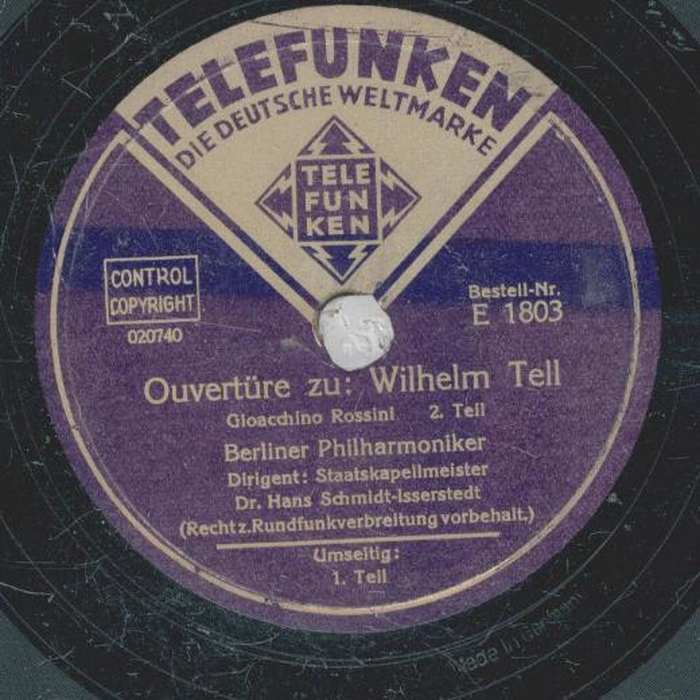 TELEFUNKEN
DIE DEUTSCHE WELTMARKE
TELE
FUN
KEN
CONTROL
COPYRIGHT
020740
Bestell-Nr.
E 1803
Ouvertüre zu: Wilhelm Tell
Gioacchino Rossini 2. Teil
Berliner Philharmoniker
Dirigent: Staatskapellmeister
Dr. Hans Schmidt-Isserstedt
(Recht z. Rundfunkverbreitung vorbehalt.)
Umseitig:
1. Teil
Made in Germany